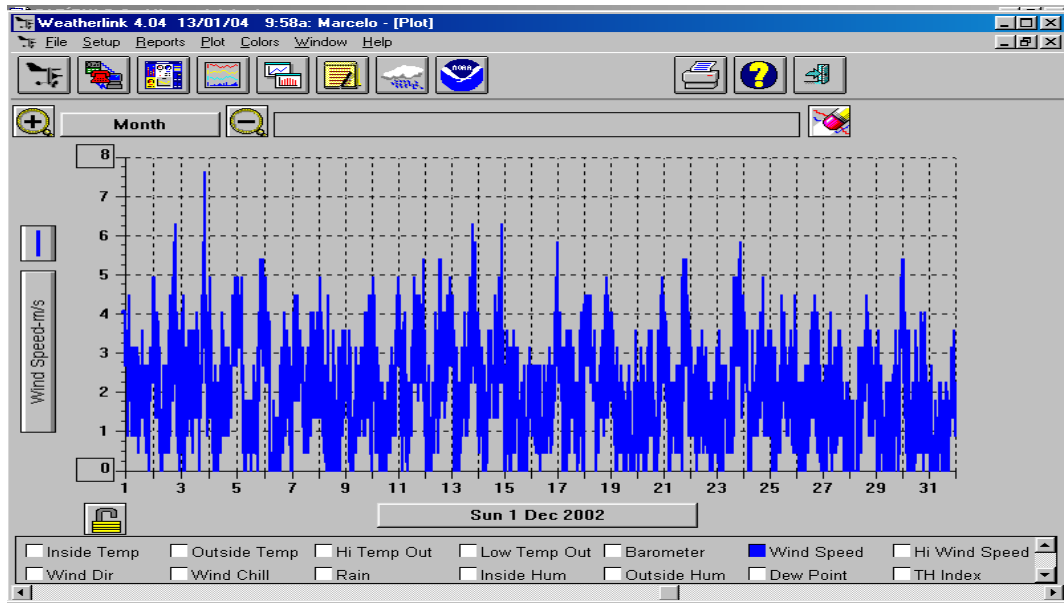 Weatherlink 4.04 13/01/04 9:58a: Marcelo - [Plot]
File Setup Reports Plot Colors Window Help
NOAA
Month
8
7
6
5
4
3
2
1
0
Wind Speed-m/s
1 3 5 7 9 11 13 15 17 19 21 23 25 27 29 31
Sun 1 Dec 2002
Inside Temp Outside Temp Hi Temp Out Low Temp Out Barometer Wind Speed Hi Wind Speed
Wind Dir Wind Chill Rain Inside Hum Outside Hum Dew Point TH Index